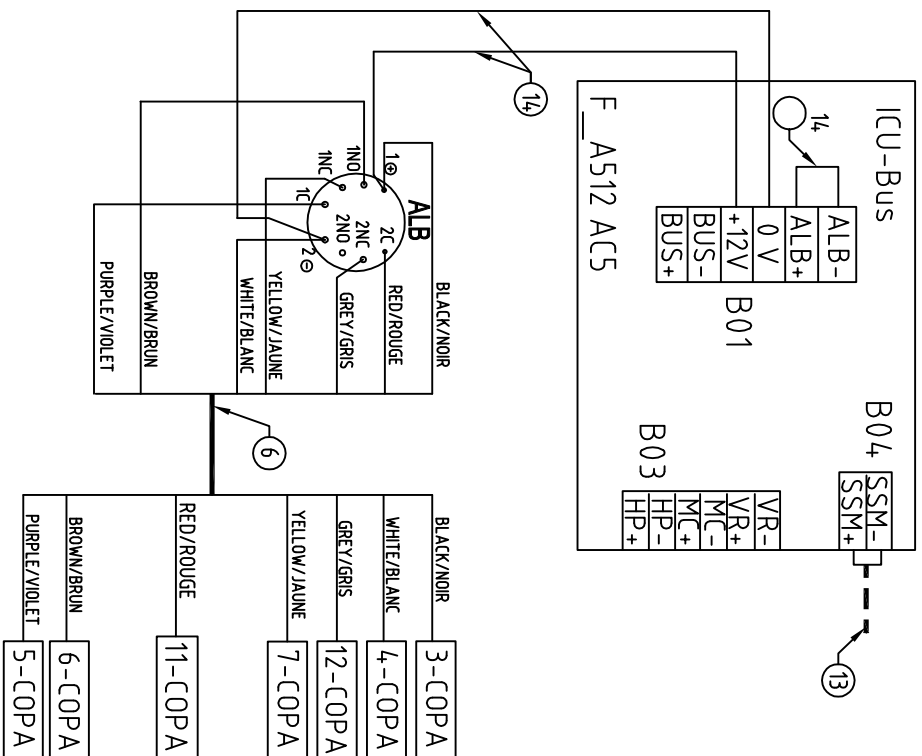 ICU-Bus
14
ALB-
ALB+
0 V
+12V
BUS-
BUS+
B01
F_A512 AC5
B04
SSM-
SSM+
13
B03
VR-
VR+
MC-
MC+
HP-
HP+
14
ALB
1⊕
1NO
1NC
1C
2C
2NC
2NO
2⊖
BLACK/NOIR
RED/ROUGE
GREY/GRIS
YELLOW/JAUNE
WHITE/BLANC
BROWN/BRUN
PURPLE/VIOLET
6
BLACK/NOIR
3-COPA
WHITE/BLANC
4-COPA
GREY/GRIS
12-COPA
YELLOW/JAUNE
7-COPA
RED/ROUGE
11-COPA
BROWN/BRUN
6-COPA
PURPLE/VIOLET
5-COPA